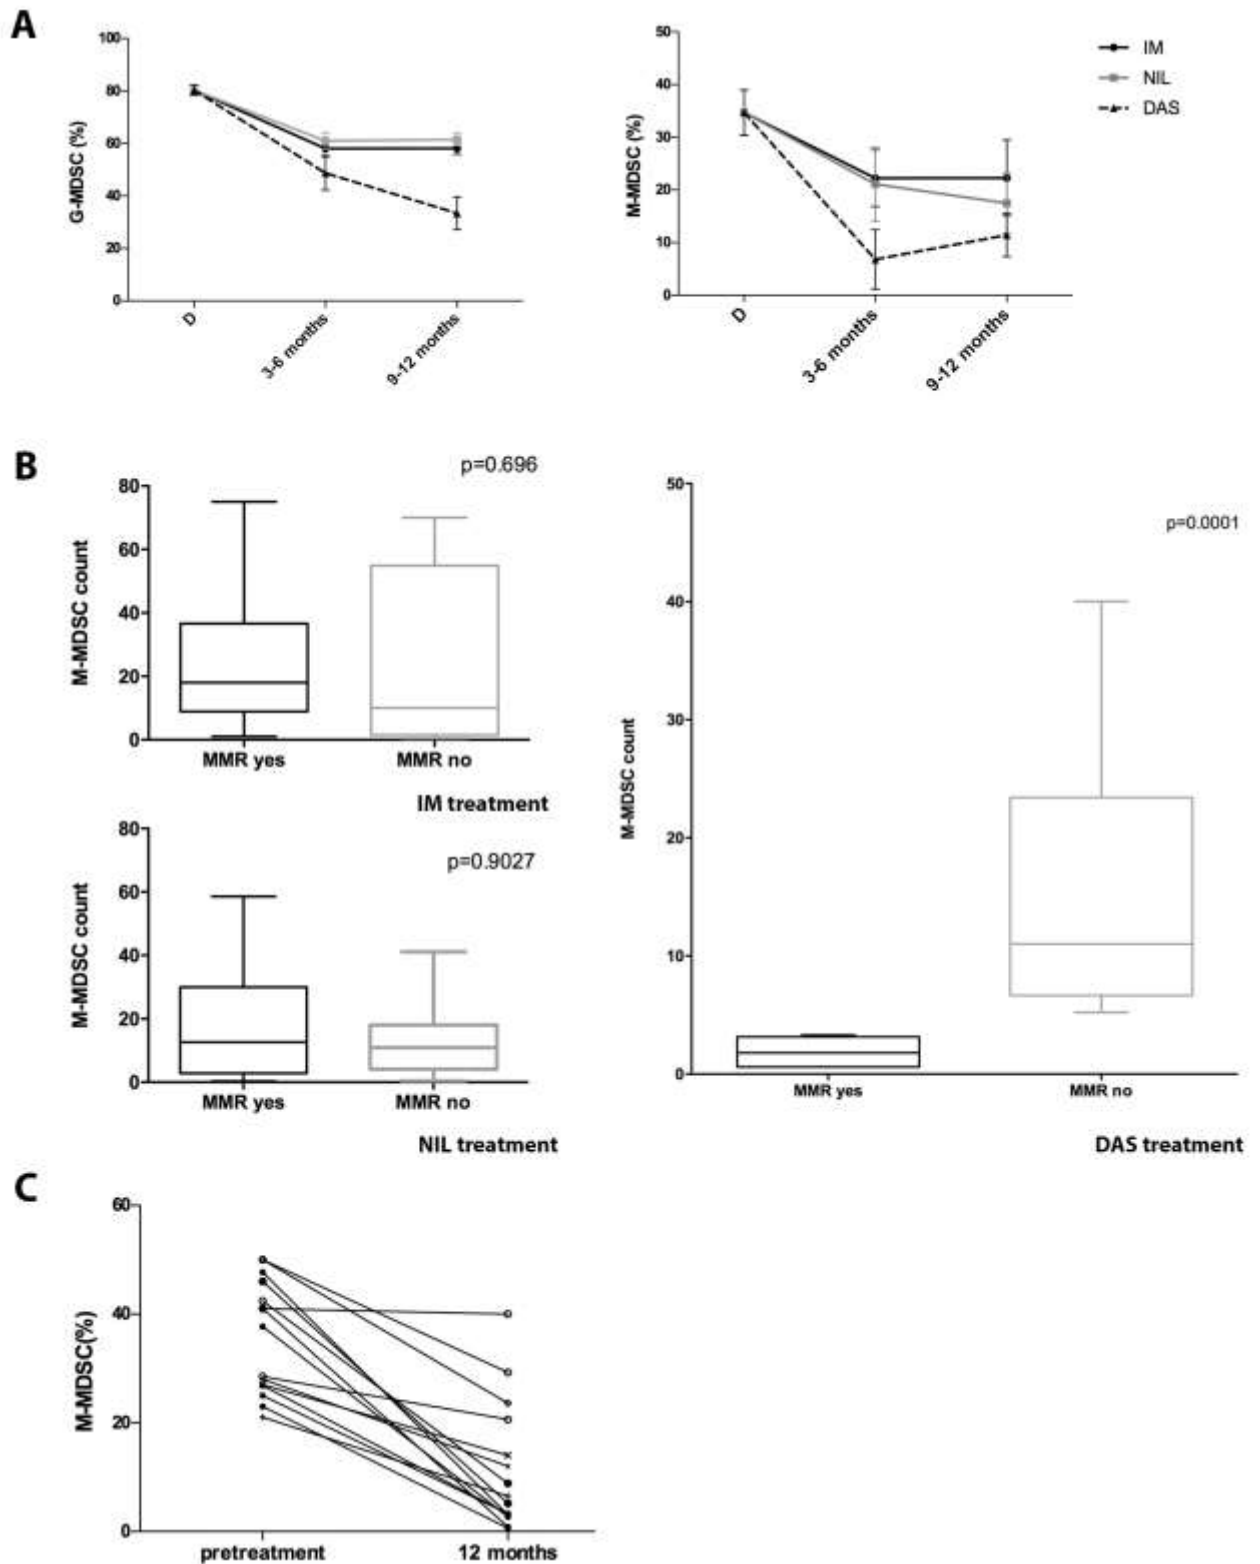 A
G-MDSC (%)
100
80
60
40
20
0
D
3-6 months
9-12 months
M-MDSC (%)
50
40
30
20
10
0
D
3-6 months
9-12 months
IM
NIL
DAS
B
p=0.696
M-MDSC count
80
60
40
20
0
MMR yes
MMR no
IM treatment
p=0.9027
M-MDSC count
80
60
40
20
0
MMR yes
MMR no
NIL treatment
p=0.0001
M-MDSC count
50
40
30
20
10
0
MMR yes
MMR no
DAS treatment
C
M-MDSC(%)
60
40
20
0
pretreatment
12 months